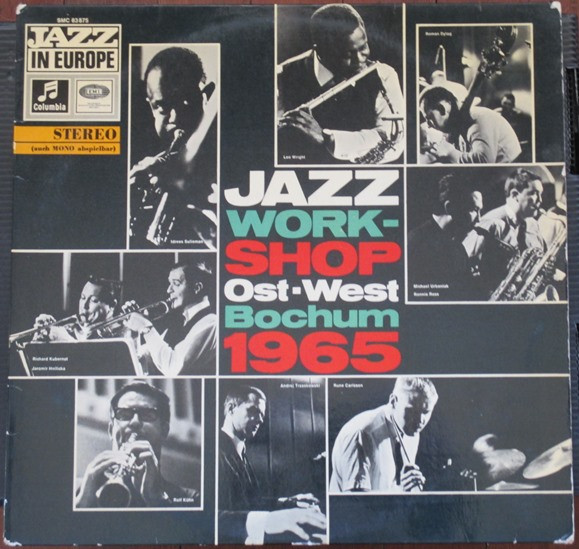 SMC 83 875
JAZZ
IN EUROPE
Columbia
EMI
STEREO
(auch MONO abspielbar)
Idrees Sulieman
Leo Wright
Roman Dylag
JAZZ
WORK-
SHOP
Ost-West
Bochum
1965
Michael Urbaniak
Ronnie Ross
Richard Kubernat
Jaromir Hnilicka
Rolf Kühn
Andrej Trzaskowski
Rune Carlsson